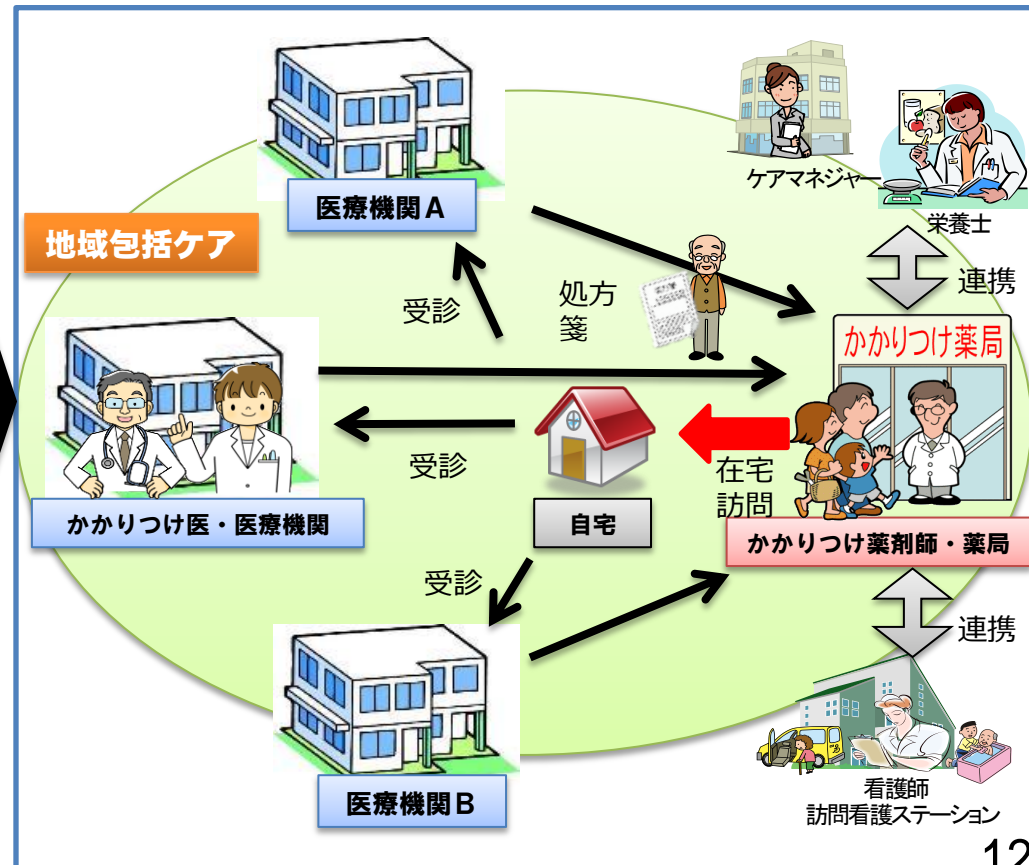 医療機関A
ケアマネジャー
栄養士
地域包括ケア
受診
処方
箋
連携
かかりつけ薬局
受診
在宅
訪問
かかりつけ医・医療機関
自宅
かかりつけ薬剤師・薬局
受診
連携
医療機関B
看護師
訪問看護ステーション
12